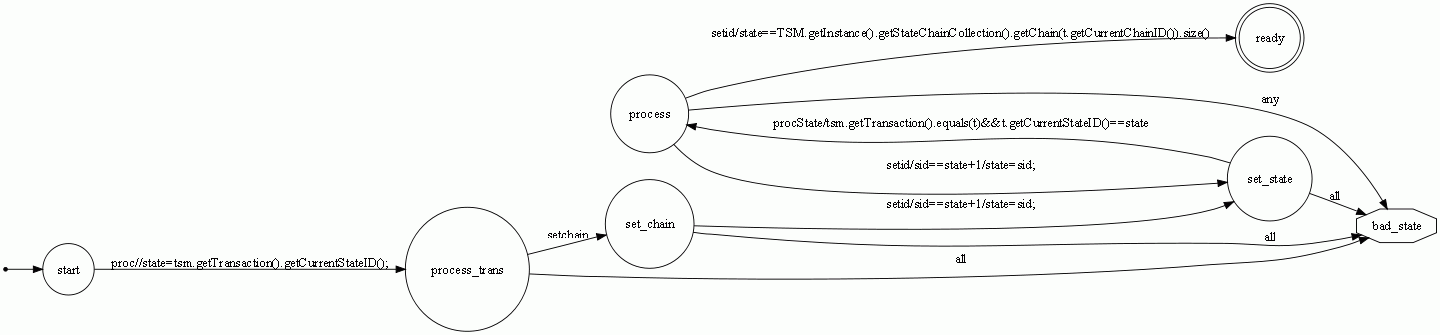 setid/state==TSM.getInstance().getStateChainCollection().getChain(t.getCurrentChainID()).size()
ready
any
process
procState/tsm.getTransaction().equals(t)&&t.getCurrentStateID()==state
setid/sid==state+1/state=sid;
set_state
all
setid/sid==state+1/state=sid;
set_chain
bad_state
setchain
all
all
start
proc//state=tsm.getTransaction().getCurrentStateID();
process_trans